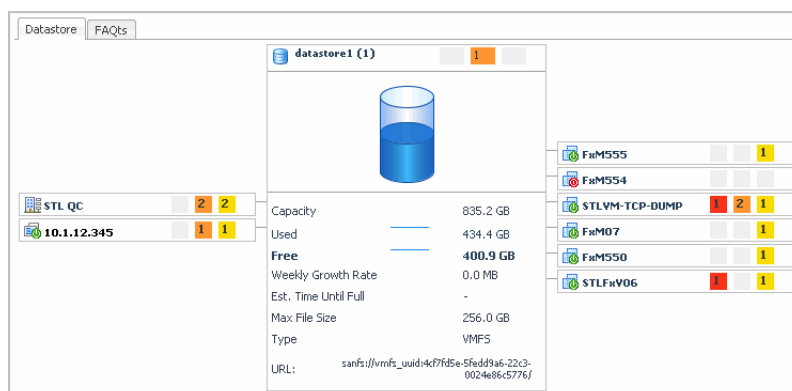 Datastore FAQts
datastore1 (1) 1
STL QC 2 2
10.1.12.345 1 1
Capacity 835.2 GB
Used 434.4 GB
Free 400.9 GB
Weekly Growth Rate 0.0 MB
Est. Time Until Full -
Max File Size 256.0 GB
Type VMFS
URL: sanfs://vmfs_uuid:4cf7fd5e-5fedd9a6-22c3-
0024e86c5776/
FxM555 1
FxM554
STLVM-TCP-DUMP 1 2 1
FxM07 1
FxM550 1
STLFxV06 1 1